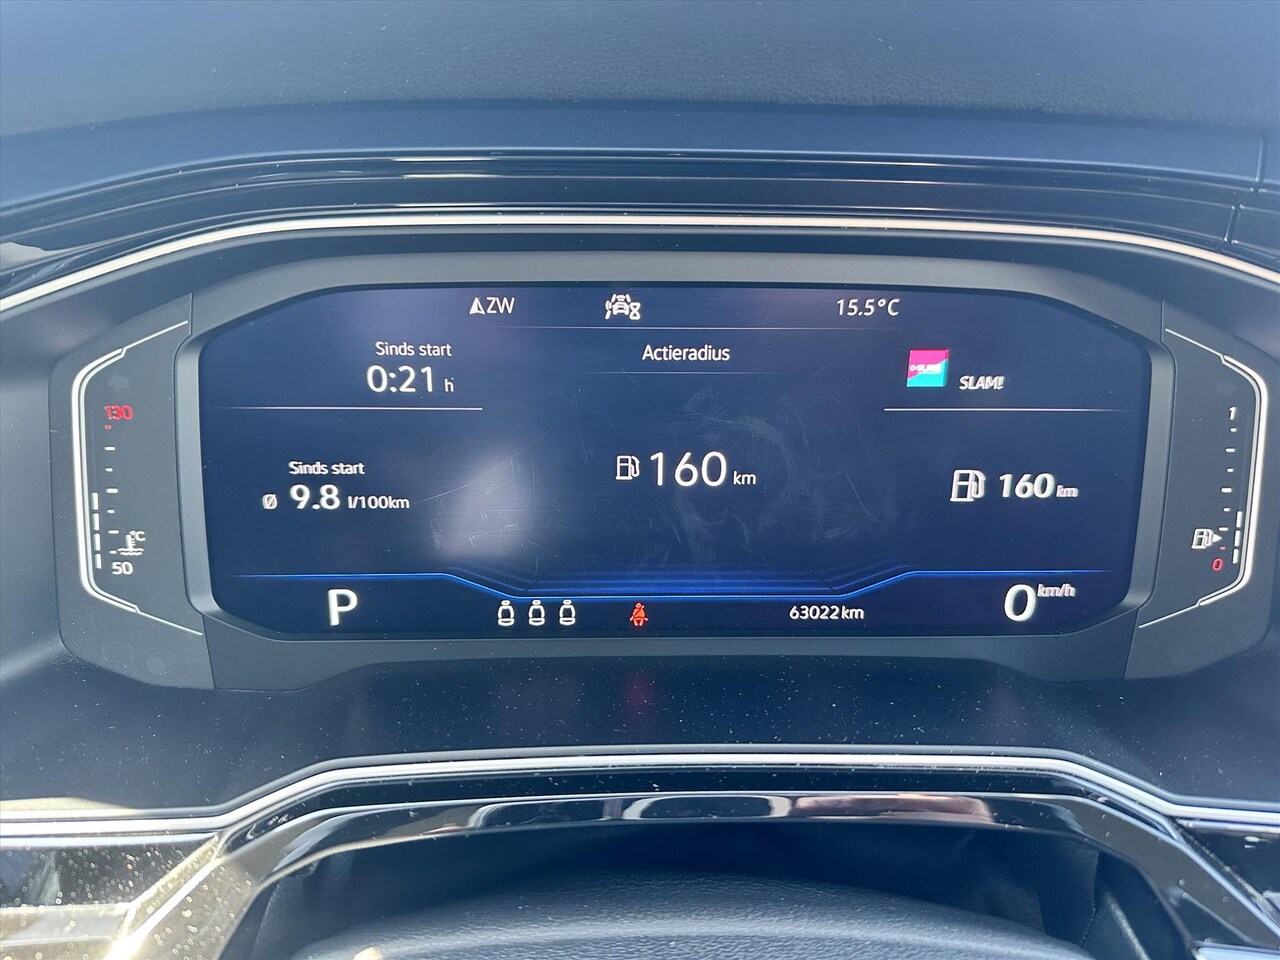 ZW
15.5°C
Sinds start
0:21 h
Actieradius
SLAM!
130
1
Sinds start
Ø 9.8 l/100km
160 km
160 km
°C
50
0
P
63022 km
0 km/h